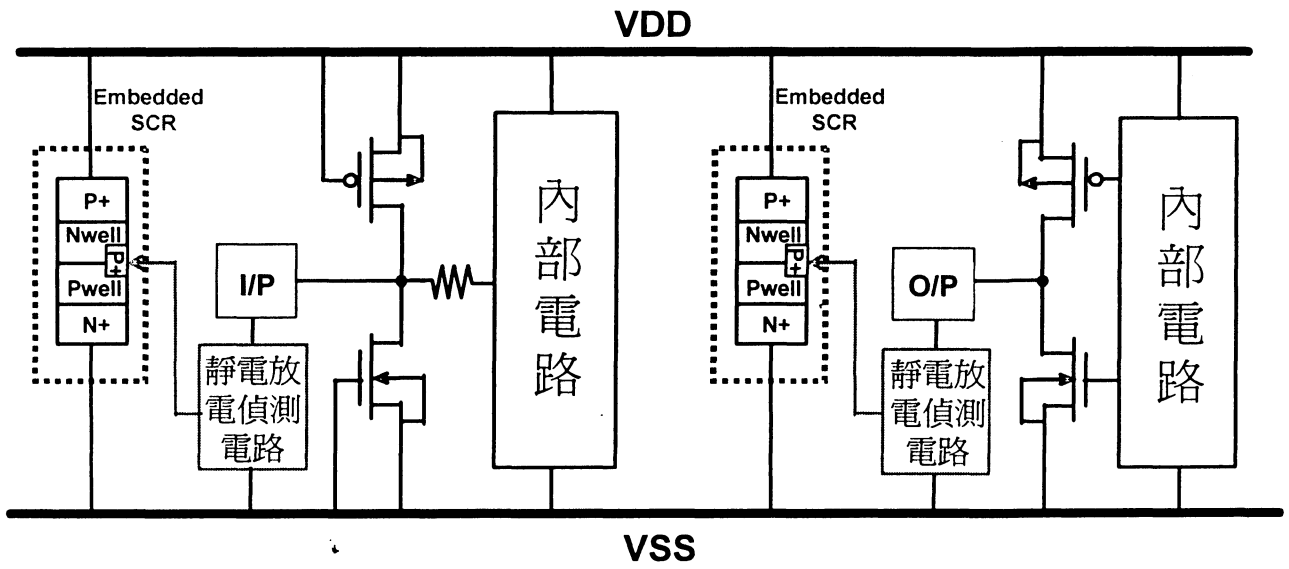 VDD
Embedded
SCR
P+
Nwell
P+
Pwell
N+
I/P
靜電放
電偵測
電路
內部電路
Embedded
SCR
P+
Nwell
P+
Pwell
N+
O/P
靜電放
電偵測
電路
內部電路
VSS